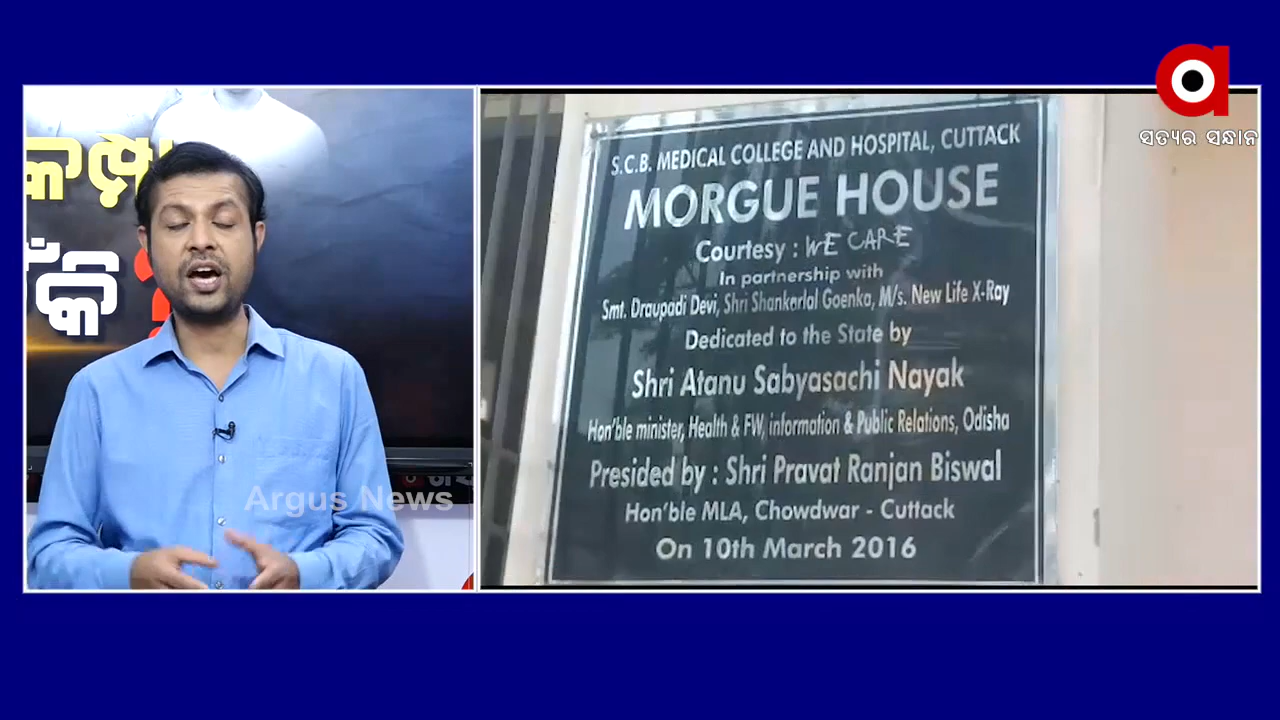 ସତ୍ୟର ସନ୍ଧାନ
Argus News
S.C.B. MEDICAL COLLEGE AND HOSPITAL, CUTTACK
MORGUE HOUSE
Courtesy : WE CARE
In partnership with
Smt. Draupadi Devi, Shri Shankarlal Goenka, M/s. New Life X-Ray
Dedicated to the State by
Shri Atanu Sabyasachi Nayak
Hon'ble minister, Health & FW, information & Public Relations, Odisha
Presided by : Shri Pravat Ranjan Biswal
Hon'ble MLA, Chowdwar - Cuttack
On 10th March 2016